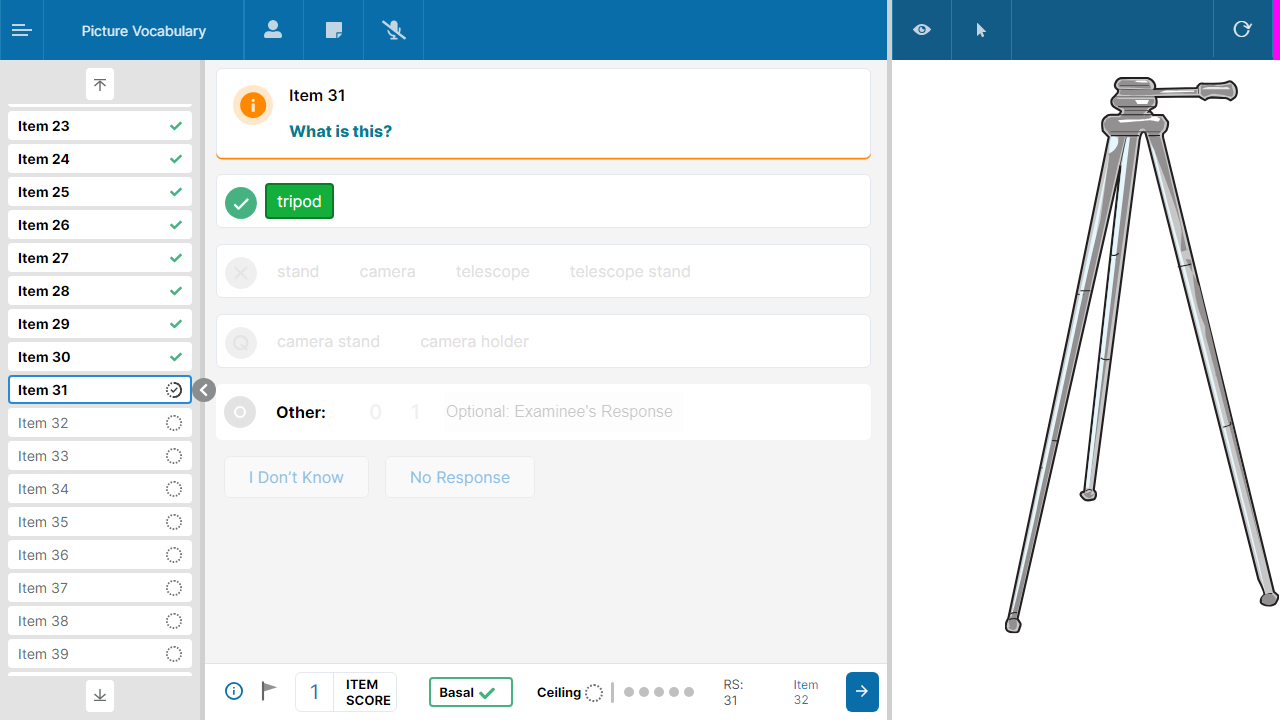 Picture Vocabulary
Item 23
Item 24
Item 25
Item 26
Item 27
Item 28
Item 29
Item 30
Item 31
Item 32
Item 33
Item 34
Item 35
Item 36
Item 37
Item 38
Item 39
Item 31
What is this?
tripod
stand camera telescope telescope stand
Q camera stand camera holder
Other: 0 1 Optional: Examinee's Response
I Don't Know No Response
1 ITEM SCORE
Basal
Ceiling
RS: 31
Item 32